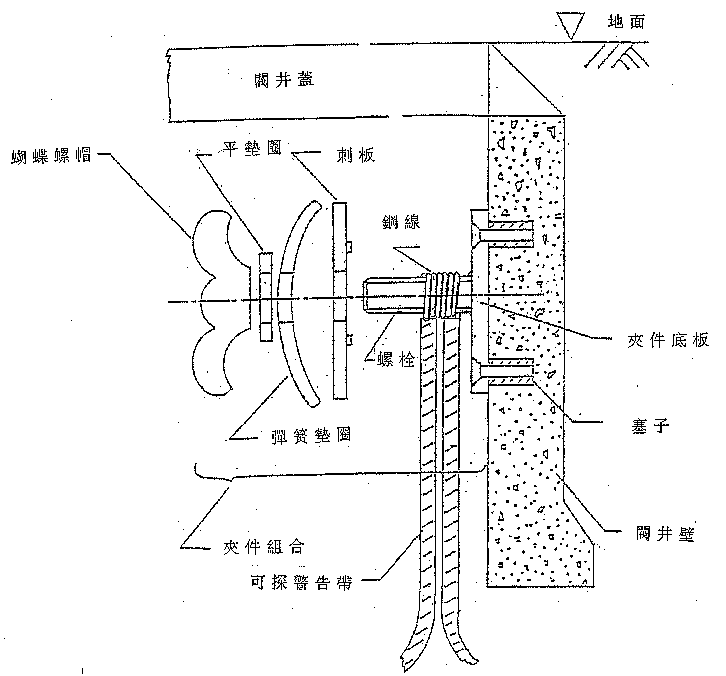 地面
閥井蓋
蝴蝶螺帽
平墊圈
刺板
鋼線
夾件底板
螺栓
塞子
彈簧墊圈
閥井壁
夾件組合
可探警告帶